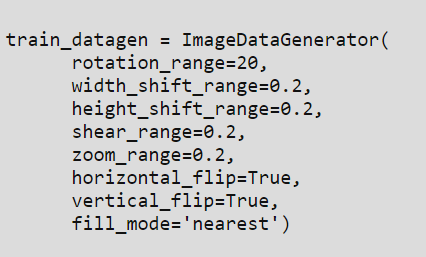 train_datagen = ImageDataGenerator(
rotation_range=20,
width_shift_range=0.2,
height_shift_range=0.2,
shear_range=0.2,
zoom_range=0.2,
horizontal_flip=True,
vertical_flip=True,
fill_mode='nearest')